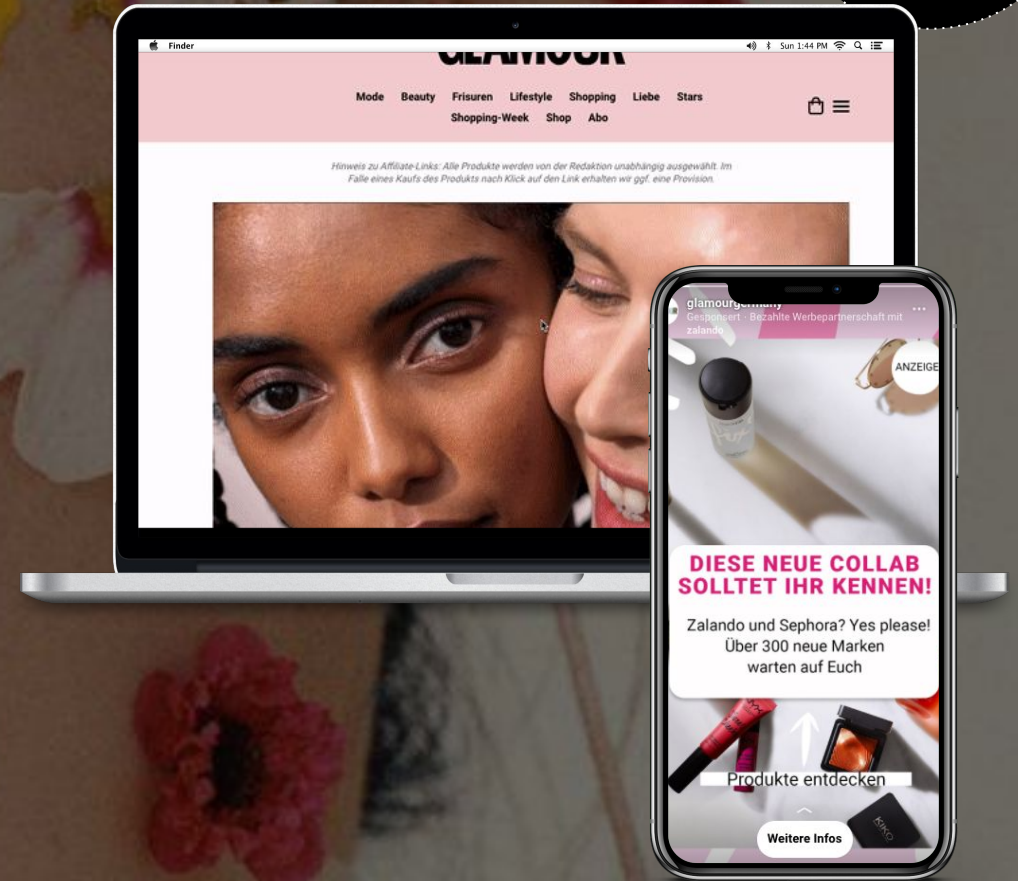 Finder
Sun 1:44 PM
GLAMOUR
Mode Beauty Frisuren Lifestyle Shopping Liebe Stars
Shopping-Week Shop Abo
Hinweis zu Affiliate-Links: Alle Produkte werden von der Redaktion unabhängig ausgewählt. Im
Falle eines Kaufs des Produkts nach Klick auf den Link erhalten wir ggf. eine Provision.
glamourgermany
Gesponsert - Bezahlte Werbepartnerschaft mit
zalando
ANZEIGE
DIESE NEUE COLLAB
SOLLTET IHR KENNEN!
Zalando und Sephora? Yes please!
Über 300 neue Marken
warten auf Euch
NYX
Produkte entdecken
KIKO
Weitere Infos